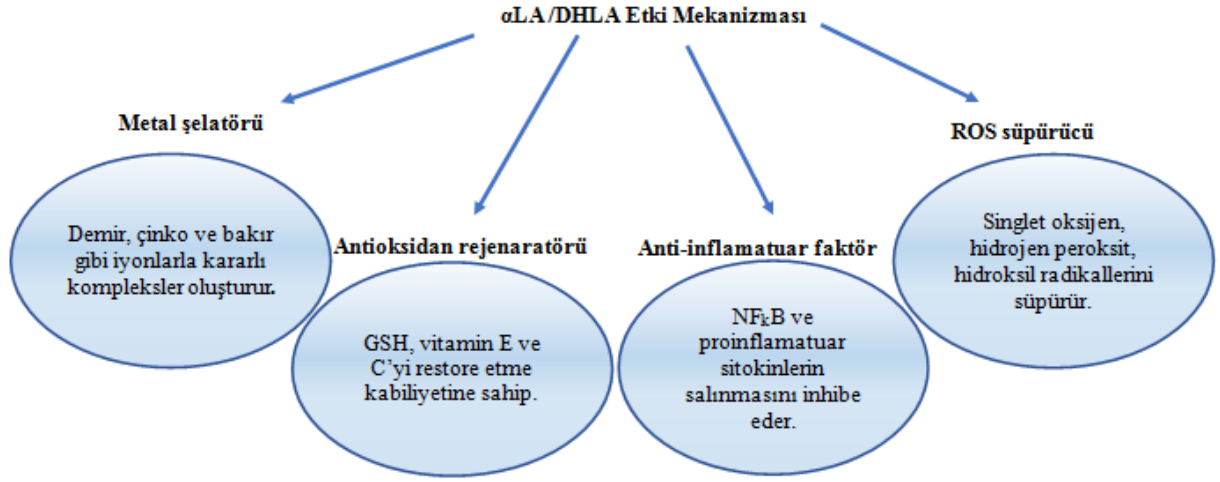 αLA/DHLA Etki Mekanizması
Metal şelatörü
Demir, çinko ve bakır
gibi iyonlarla kararlı
kompleksler oluşturur.
Antioksidan rejenaratörü
GSH, vitamin E ve
C’yi restore etme
kabiliyetine sahip.
Anti-inflamatuar faktör
NFkB ve
proinflamatuar
sitokinlerin
salınmasını inhibe
eder.
ROS süpürücü
Singlet oksijen,
hidrojen peroksit,
hidroksil radikallerini
süpürür.